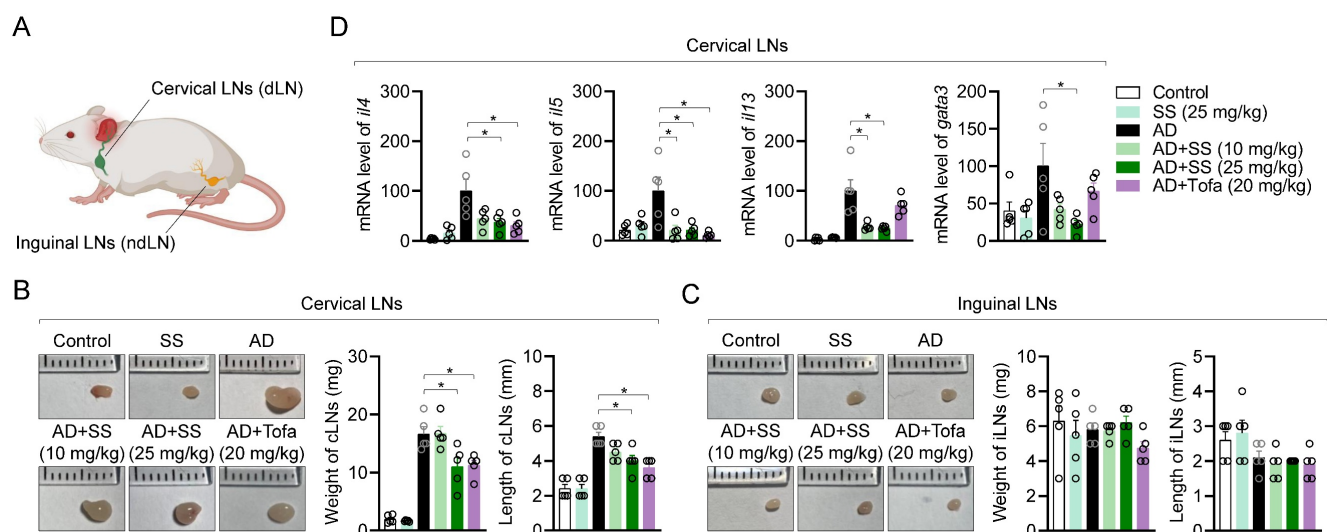 A
Cervical LNs (dLN)
Inguinal LNs (ndLN)
D
Cervical LNs
mRNA level of il4
300
200
100
0
*
*
mRNA level of il5
300
200
100
0
*
*
*
mRNA level of il13
300
200
100
0
*
*
mRNA level of gata3
200
150
100
50
0
*
Control
SS (25 mg/kg)
AD
AD+SS (10 mg/kg)
AD+SS (25 mg/kg)
AD+Tofa (20 mg/kg)
B
Cervical LNs
Control
SS
AD
AD+SS
(10 mg/kg)
AD+SS
(25 mg/kg)
AD+Tofa
(20 mg/kg)
Weight of cLNs (mg)
30
20
10
0
*
*
Length of cLNs (mm)
10
8
6
4
2
0
*
*
C
Inguinal LNs
Control
SS
AD
AD+SS
(10 mg/kg)
AD+SS
(25 mg/kg)
AD+Tofa
(20 mg/kg)
Weight of iLNs (mg)
10
8
6
4
2
0
Length of iLNs (mm)
5
4
3
2
1
0